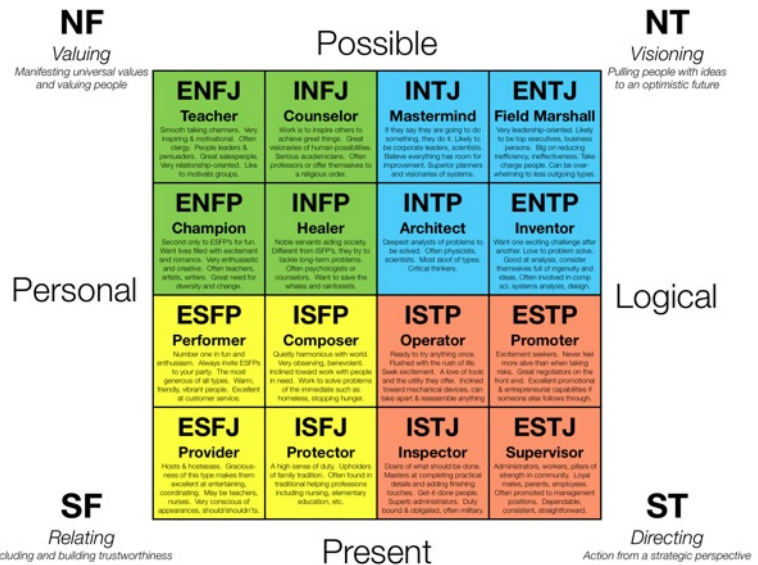 NF
Valuing
Manifesting universal values
and valuing people
Possible
NT
Visioning
Pulling people with ideas
to an optimistic future
ENFJ
Teacher
Smooth talking charmers. Very
inspiring & motivational. Often
clergy. People leaders &
persuaders. Great salespeople.
Very relationship-oriented. Like
to motivate groups.
INFJ
Counselor
Work is to inspire others to
achieve great things. Great
visionaries of human possibilities.
Serious academicians. Often
professors or offer themselves to
a religious order.
INTJ
Mastermind
If they say they are going to do
something, they do it. Likely to
be corporate leaders, scientists.
Believe everything has room for
improvement. Superior planners
and visionaries of systems.
ENTJ
Field Marshall
Very leadership-oriented. Likely
to be top executives, business
persons. Big on reducing
inefficiency, ineffectiveness. Take
charge people. Can be over-
whelming to less outgoing types.
ENFP
Champion
Second only to ESFP's for fun.
Want lives filled with excitement
and romance. Very enthusiastic
and creative. Often teachers,
artists, writers. Great need for
diversity and change.
INFP
Healer
Noble servants aiding society.
Different from ISFP's, they try to
tackle long-term problems.
Often psychologists or
counselors. Want to save the
whales and rainforests.
INTP
Architect
Deepest analysts of problems to
be solved. Often physicists,
scientists. Most aloof of types.
Critical thinkers.
ENTP
Inventor
Want one exciting challenge after
another. Love to problem solve.
Good at analysis, consider
themselves full of ingenuity and
ideas. Often involved in comp
sci, systems analysis, design.
Personal
Logical
ESFP
Performer
Number one in fun and
enthusiasm. Always invite ESFPs
to your party. The most
generous of all types. Warm,
friendly, vibrant people. Excellent
at customer service.
ISFP
Composer
Quietly harmonious with world.
Very observing, benevolent.
Inclined toward work with people
in need. Work to solve problems
of the immediate such as
homeless, stopping hunger.
ISTP
Operator
Ready to try anything once.
Flushed with the rush of life.
Seek excitement. A love of tools
and the utility they offer. Inclined
toward mechanical devices, can
take apart & reassemble anything
ESTP
Promoter
Excitement seekers. Never feel
more alive than when taking
risks. Great negotiators on the
front end. Excellent promotional
& entrepreneurial capabilities if
someone else follows through.
ESFJ
Provider
Hosts & hostesses. Gracious-
ness of this type makes them
excellent at entertaining,
coordinating. May be teachers,
nurses. Very conscious of
appearances, should/shouldn'ts.
ISFJ
Protector
A high sense of duty. Upholders
of family tradition. Often found in
traditional helping professions
including nursing, elementary
education, etc.
ISTJ
Inspector
Doers of what should be done.
Masters at completing practical
details and adding finishing
touches. Get-it-done people.
Superb administrators. Duty
bound & obligated, often military.
ESTJ
Supervisor
Administrators, workers, pillars of
strength in community. Loyal
mates, parents, employees.
Often promoted to management
positions. Dependable,
consistent, straightforward.
SF
Relating
cluding and building trustworthiness
Present
ST
Directing
Action from a strategic perspective